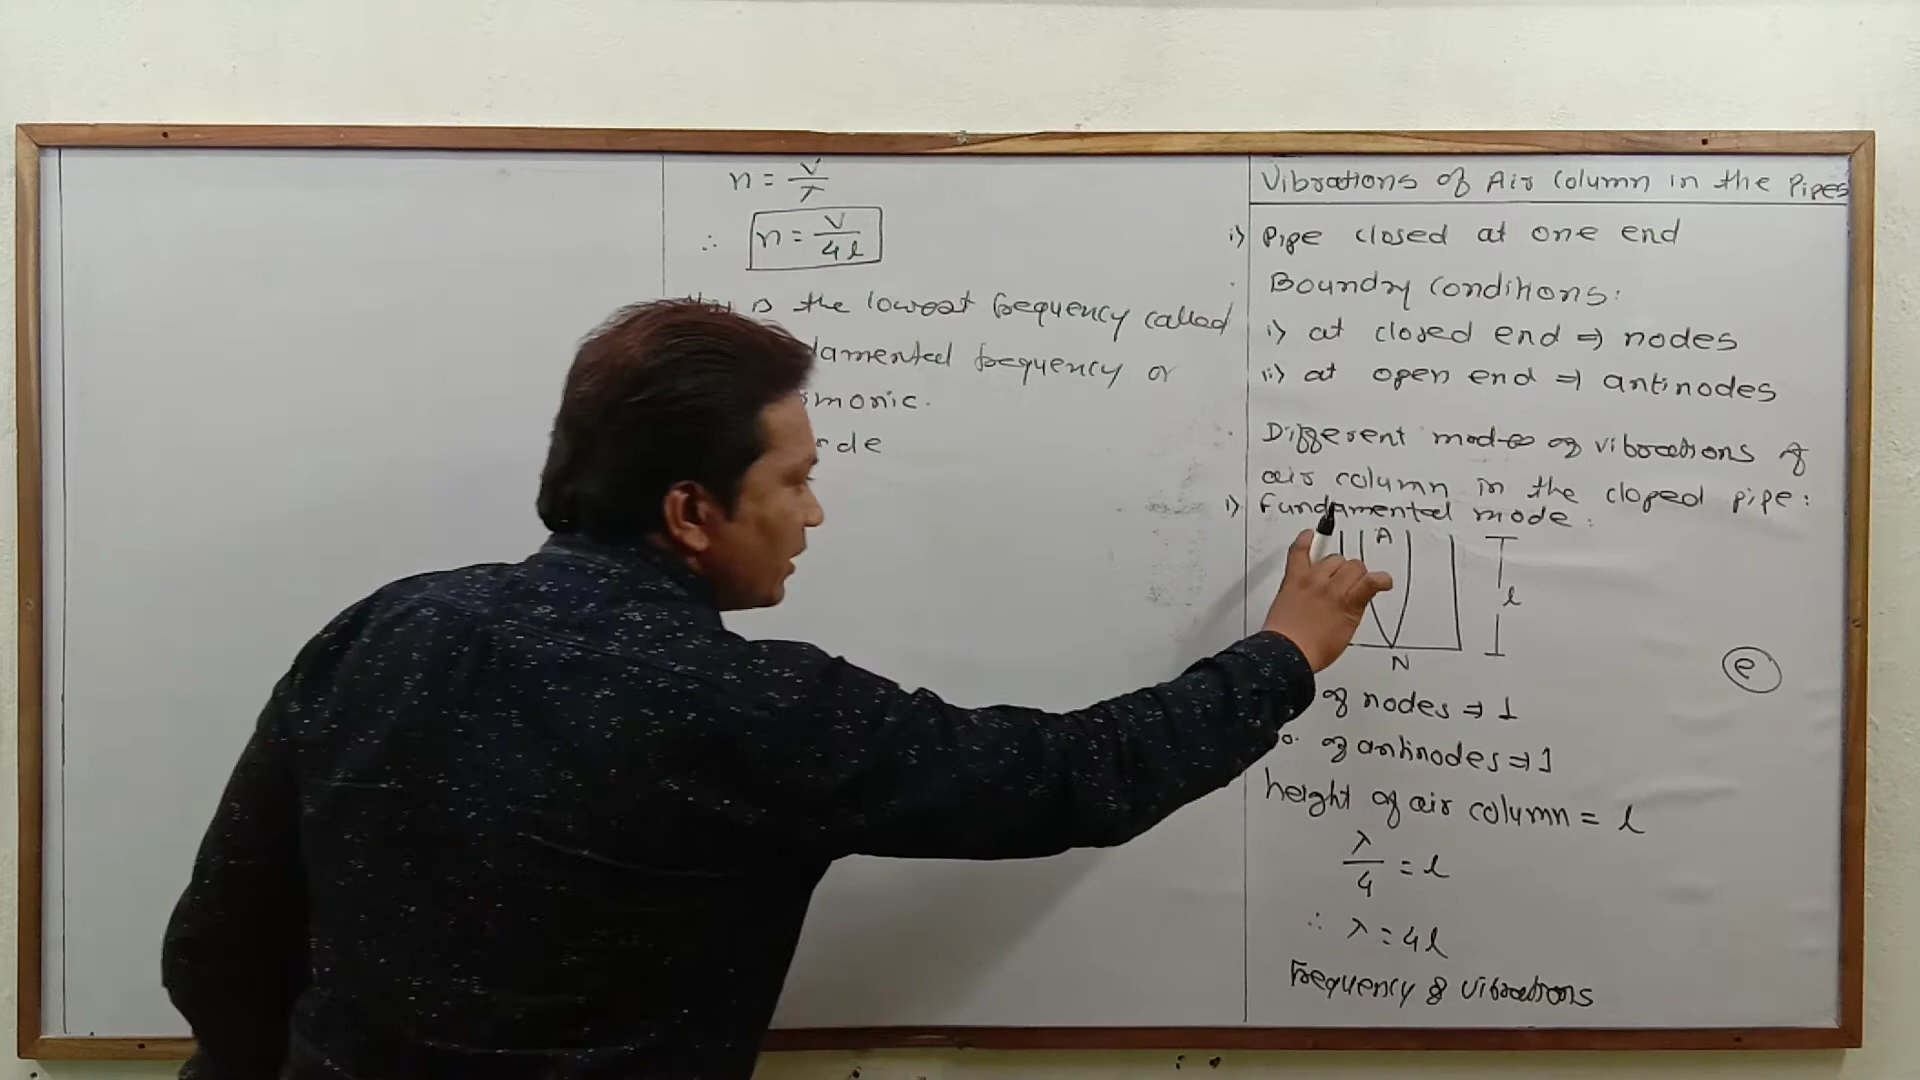 Vibrations of Air Column in the Pipes
i) Pipe closed at one end
Boundry Conditions:
i) at closed end ⇒ nodes
ii) at open end ⇒ antinodes
Different modes of vibrations of
air column in the cloped pipe:
i) Fundamental mode:
A
l
N
e
of nodes ⇒ 1
of antinodes ⇒ 1
height of air column = l
λ/4 = l
∴ λ = 4l
Frequency of vibrations
n = v/λ
∴ n = v/4l
is the lowest frequency called
damental frequency or
monic.
de